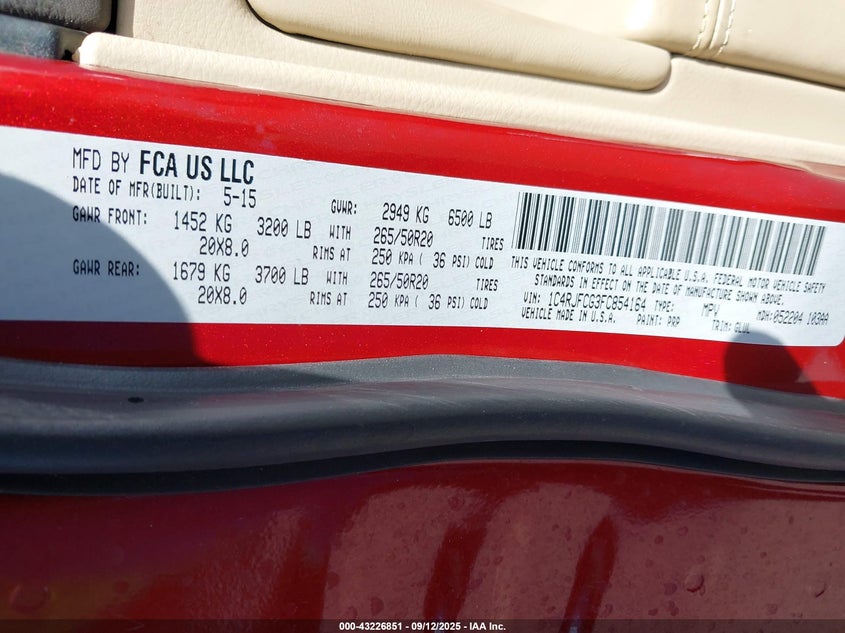 MFD BY FCA US LLC
DATE OF MFR(BUILT): 5-15 GVWR: 2949 KG 6500 LB
GAWR FRONT: 1452 KG 3200 LB WITH 265/50R20 TIRES
20X8.0 RIMS AT 250 KPA ( 36 PSI) COLD
GAWR REAR: 1679 KG 3700 LB WITH 265/50R20 TIRES
20X8.0 RIMS AT 250 KPA ( 36 PSI) COLD
THIS VEHICLE CONFORMS TO ALL APPLICABLE U.S.A. FEDERAL MOTOR VEHICLE SAFETY
STANDARDS IN EFFECT ON THE DATE OF MANUFACTURE SHOWN ABOVE.
VIN: 1C4RJFCG3FC854164 TYPE: MPV MDH: 052204 103AA
VEHICLE MADE IN U.S.A. PAINT: PRP TRIM: GLUL
000-43226851 - 09/12/2025 - IAA Inc.